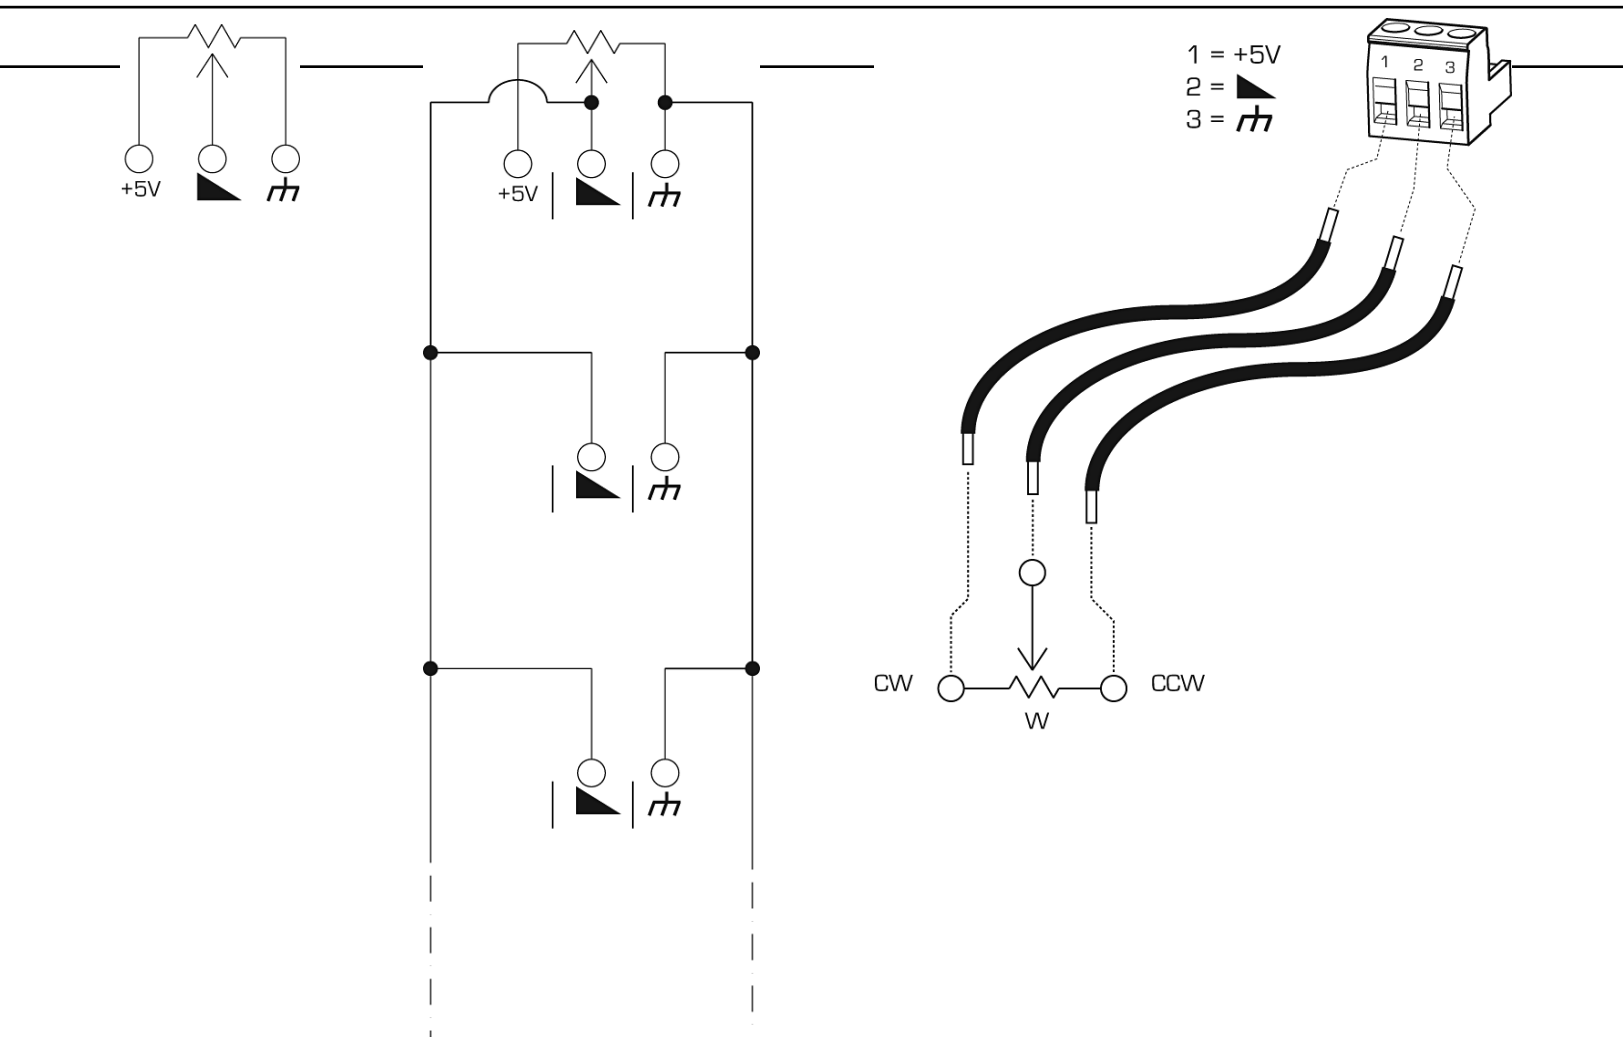 +5V
+5V
1 = +5V
2 =
3 =
1 2 3
CW
CCW
W